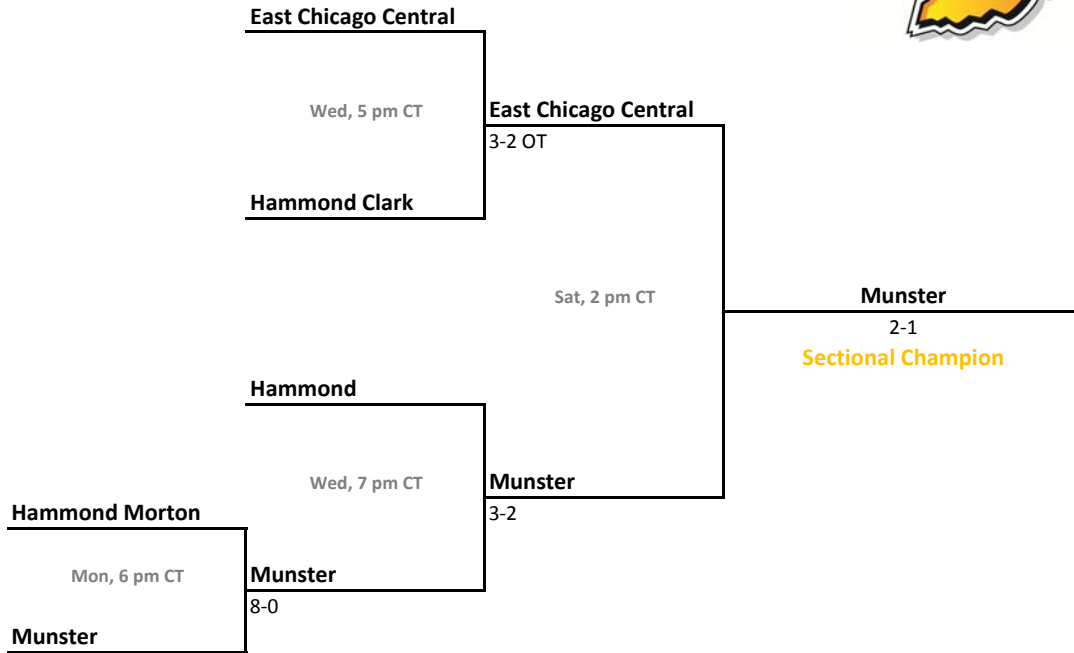 East Chicago Central
Wed, 5 pm CT
East Chicago Central
3-2 OT
Hammond Clark
Sat, 2 pm CT
Munster
2-1
Sectional Champion
Hammond
Wed, 7 pm CT
Munster
3-2
Hammond Morton
Mon, 6 pm CT
Munster
8-0
Munster